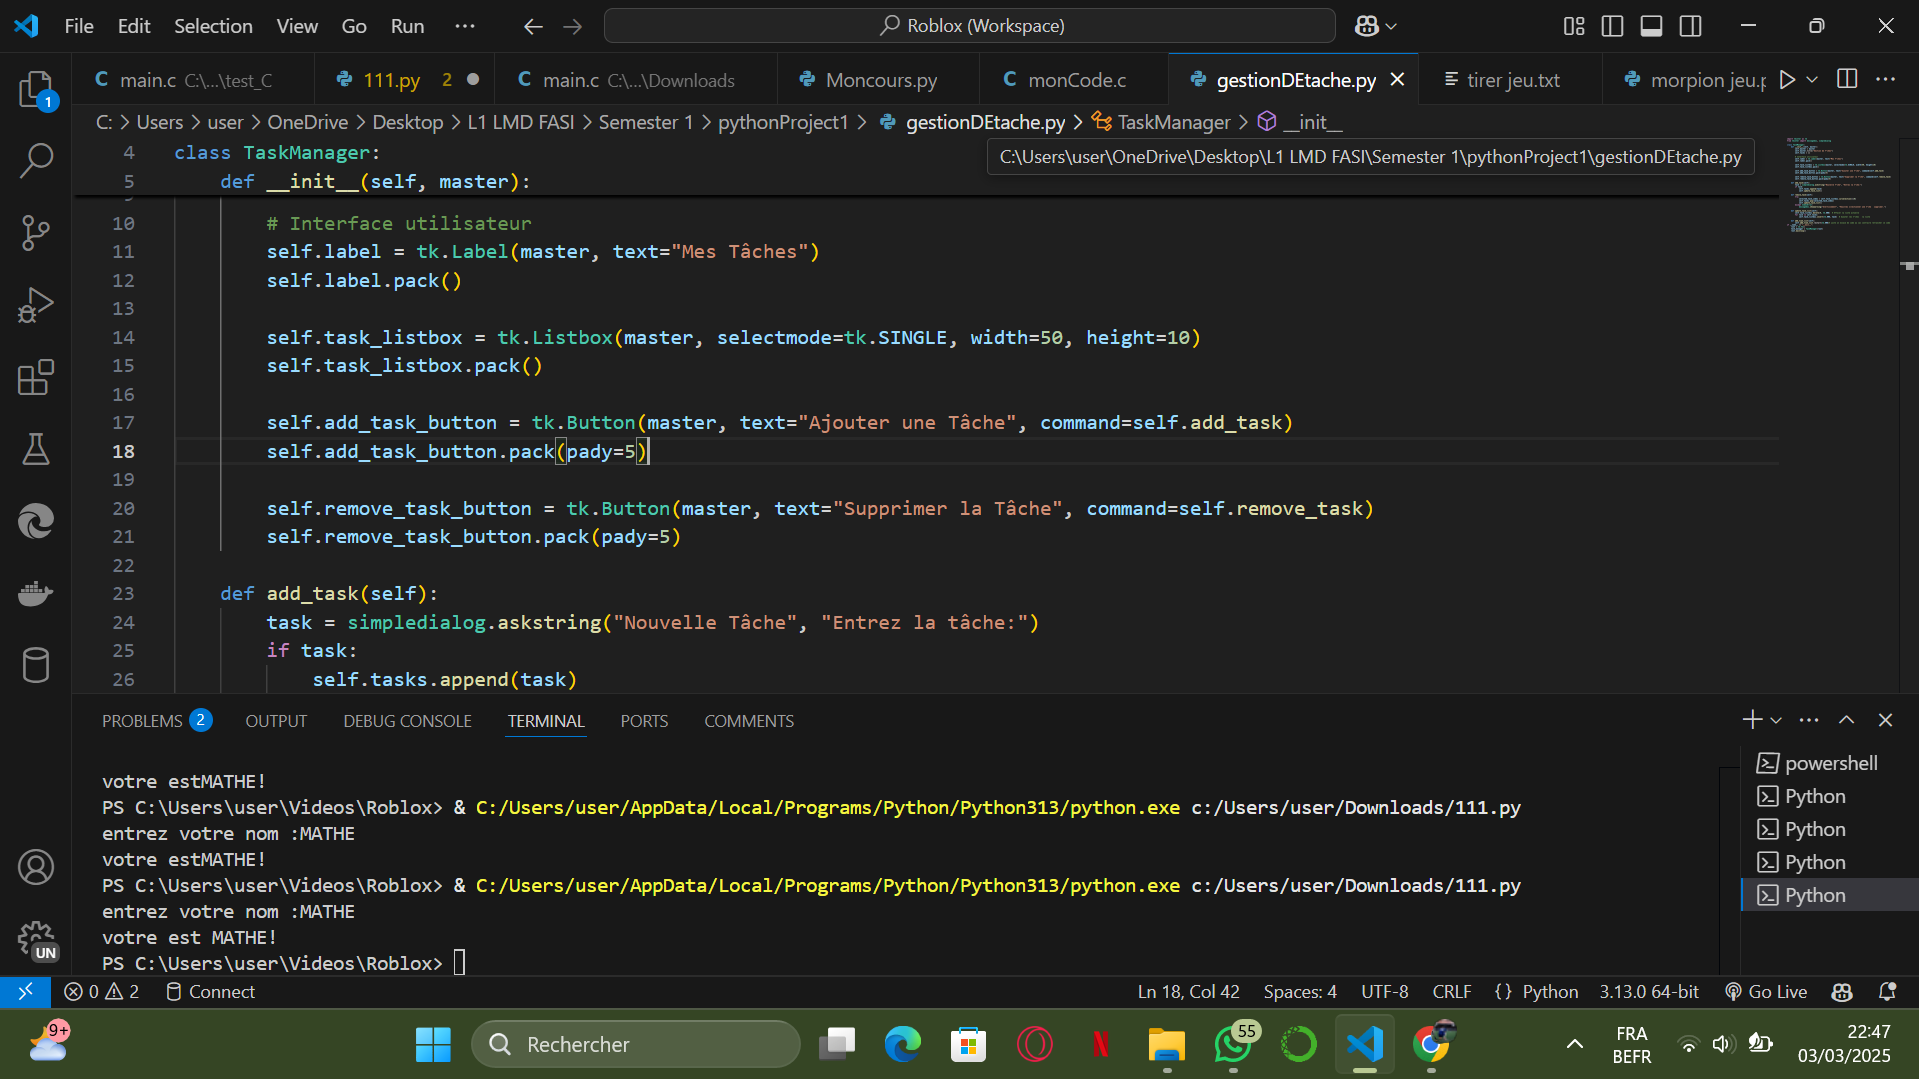 File Edit Selection View Go Run ··· Roblox (Workspace)
main.c C:\...\test_C 111.py 2 main.c C:\...\Downloads Moncours.py monCode.c gestionDEtache.py tirer jeu.txt morpion jeu.p
C: > Users > user > OneDrive > Desktop > L1 LMD FASI > Semester 1 > pythonProject1 > gestionDEtache.py > TaskManager > __init__
C:\Users\user\OneDrive\Desktop\L1 LMD FASI\Semester 1\pythonProject1\gestionDEtache.py
4 class TaskManager:
5 def __init__(self, master):
10 # Interface utilisateur
11 self.label = tk.Label(master, text="Mes Tâches")
12 self.label.pack()
13
14 self.task_listbox = tk.Listbox(master, selectmode=tk.SINGLE, width=50, height=10)
15 self.task_listbox.pack()
16
17 self.add_task_button = tk.Button(master, text="Ajouter une Tâche", command=self.add_task)
18 self.add_task_button.pack(pady=5)
19
20 self.remove_task_button = tk.Button(master, text="Supprimer la Tâche", command=self.remove_task)
21 self.remove_task_button.pack(pady=5)
22
23 def add_task(self):
24 task = simpledialog.askstring("Nouvelle Tâche", "Entrez la tâche:")
25 if task:
26 self.tasks.append(task)
1
UN
PROBLEMS 2 OUTPUT DEBUG CONSOLE TERMINAL PORTS COMMENTS
votre estMATHE!
PS C:\Users\user\Videos\Roblox> & C:/Users/user/AppData/Local/Programs/Python/Python313/python.exe c:/Users/user/Downloads/111.py
entrez votre nom :MATHE
votre estMATHE!
PS C:\Users\user\Videos\Roblox> & C:/Users/user/AppData/Local/Programs/Python/Python313/python.exe c:/Users/user/Downloads/111.py
entrez votre nom :MATHE
votre est MATHE!
PS C:\Users\user\Videos\Roblox>
powershell
Python
Python
Python
Python
0 2 Connect Ln 18, Col 42 Spaces: 4 UTF-8 CRLF {} Python 3.13.0 64-bit Go Live
9+ Rechercher 55 FRA 22:47
BEFR 03/03/2025